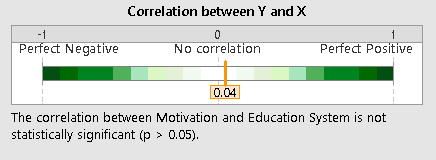 Correlation between Y and X
-1 0 1
Perfect Negative No correlation Perfect Positive
0.04
The correlation between Motivation and Education System is not
statistically significant (p > 0.05).